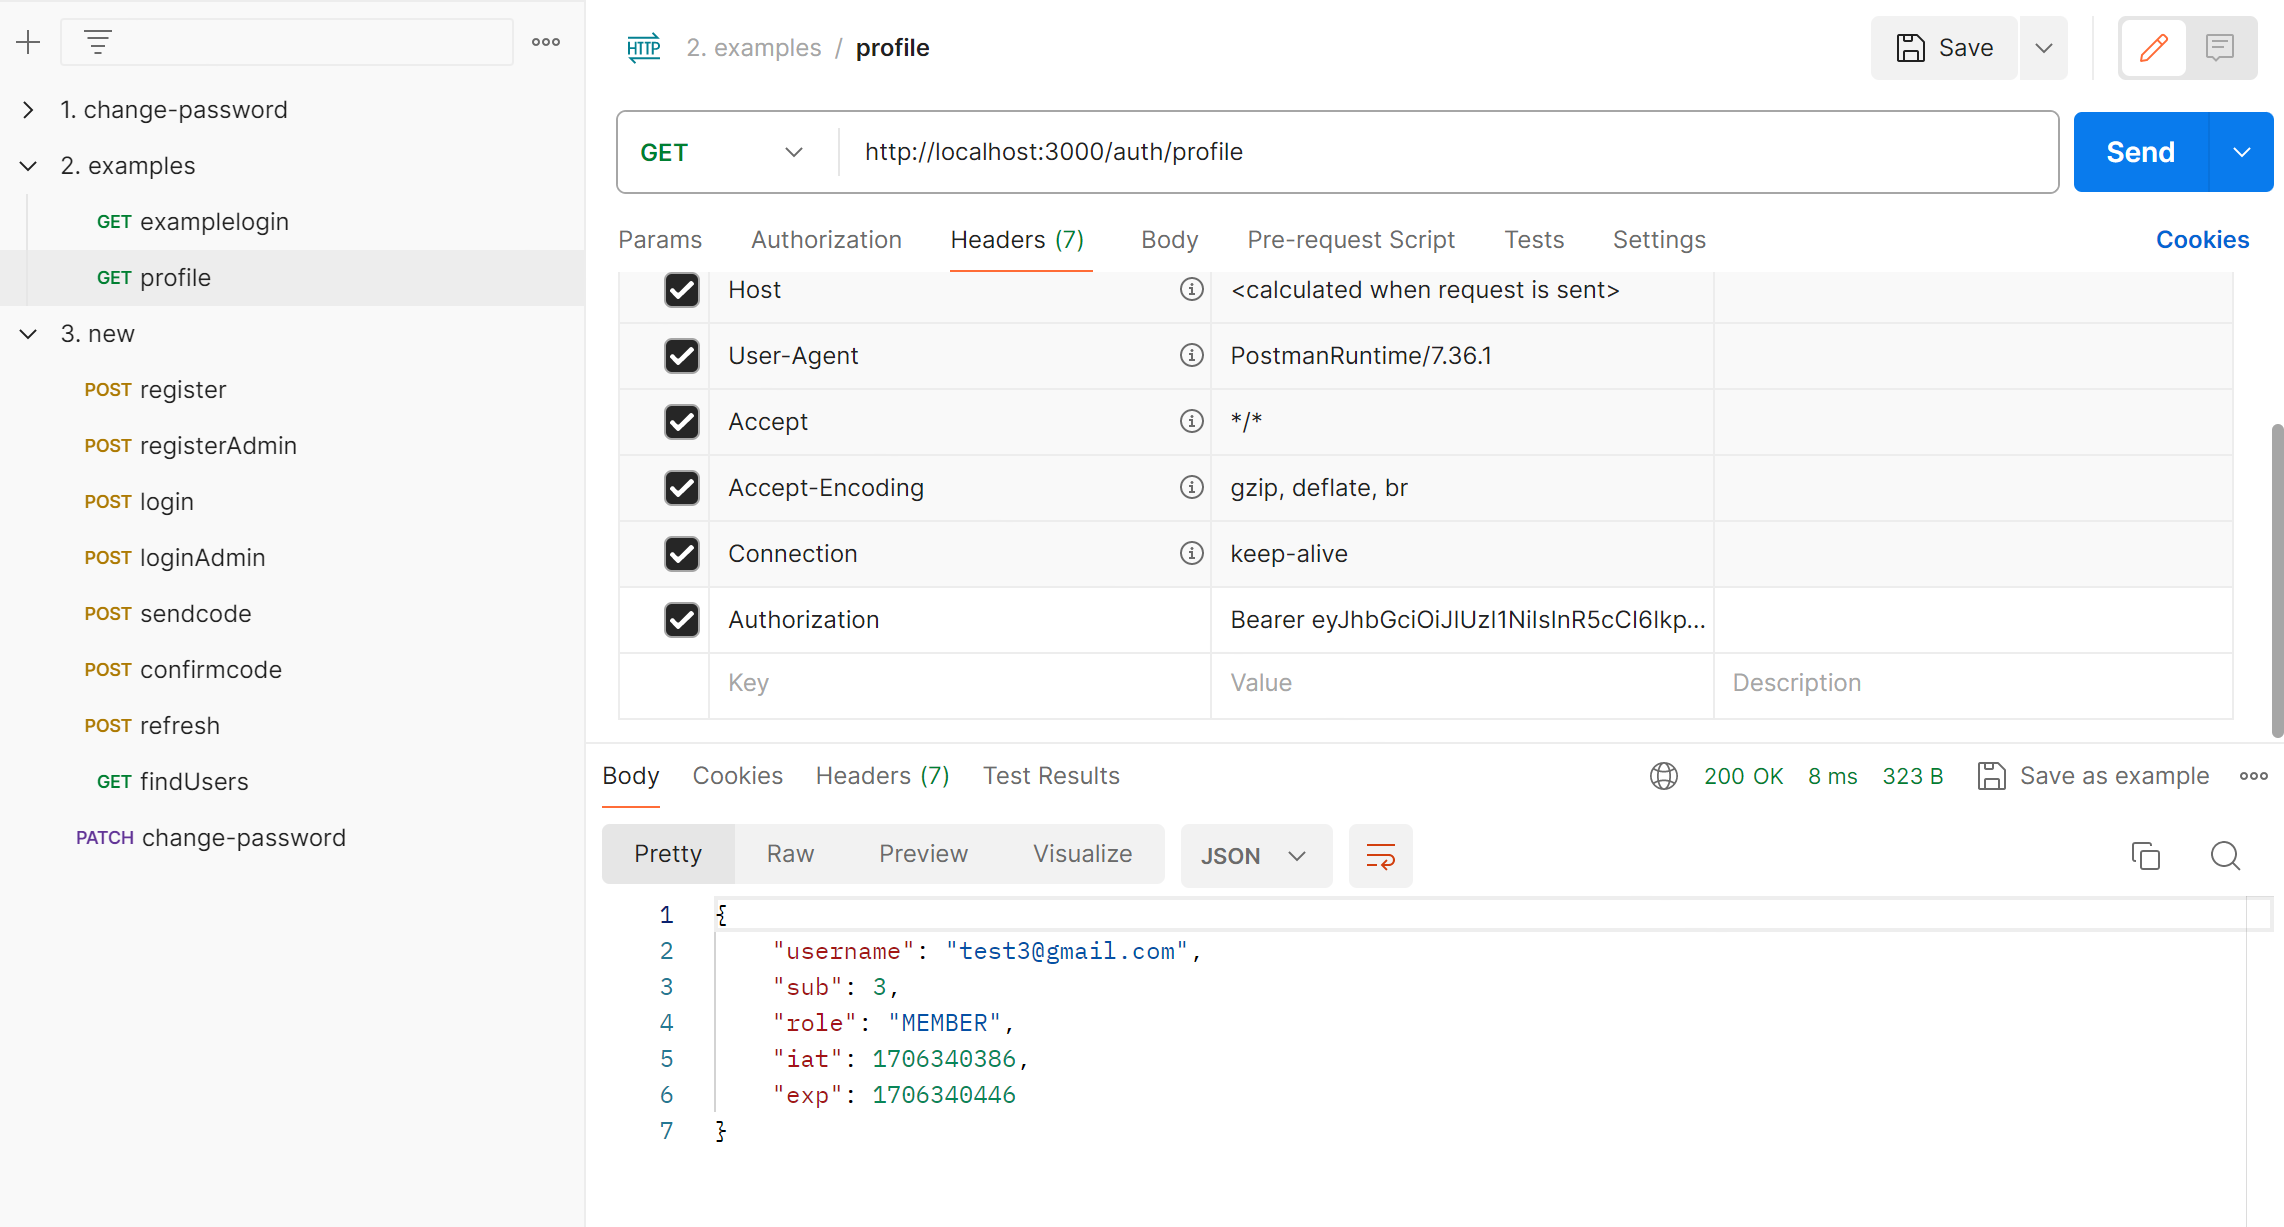 1. change-password
2. examples
GET examplelogin
GET profile
3. new
POST register
POST registerAdmin
POST login
POST loginAdmin
POST sendcode
POST confirmcode
POST refresh
GET findUsers
PATCH change-password
HTTP 2. examples / profile
Save
GET http://localhost:3000/auth/profile
Send
Params Authorization Headers (7) Body Pre-request Script Tests Settings Cookies
Host <calculated when request is sent>
User-Agent PostmanRuntime/7.36.1
Accept */*
Accept-Encoding gzip, deflate, br
Connection keep-alive
Authorization Bearer eyJhbGciOiJIUzI1NiIsInR5cCI6Ikp...
Key Value Description
Body Cookies Headers (7) Test Results 200 OK 8 ms 323 B Save as example
Pretty Raw Preview Visualize JSON
1 {
2 "username": "test3@gmail.com",
3 "sub": 3,
4 "role": "MEMBER",
5 "iat": 1706340386,
6 "exp": 1706340446
7 }